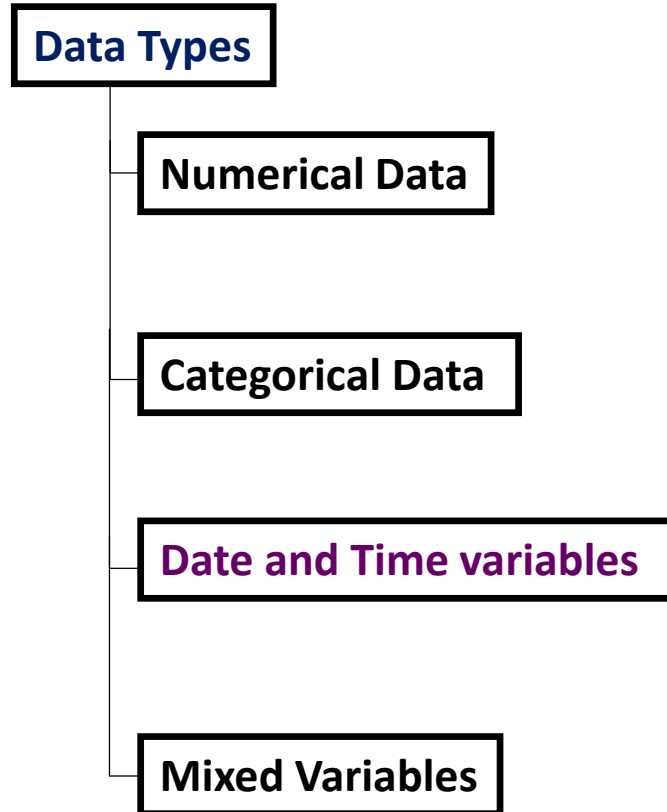 Data Types
Numerical Data
Categorical Data
Date and Time variables
Mixed Variables